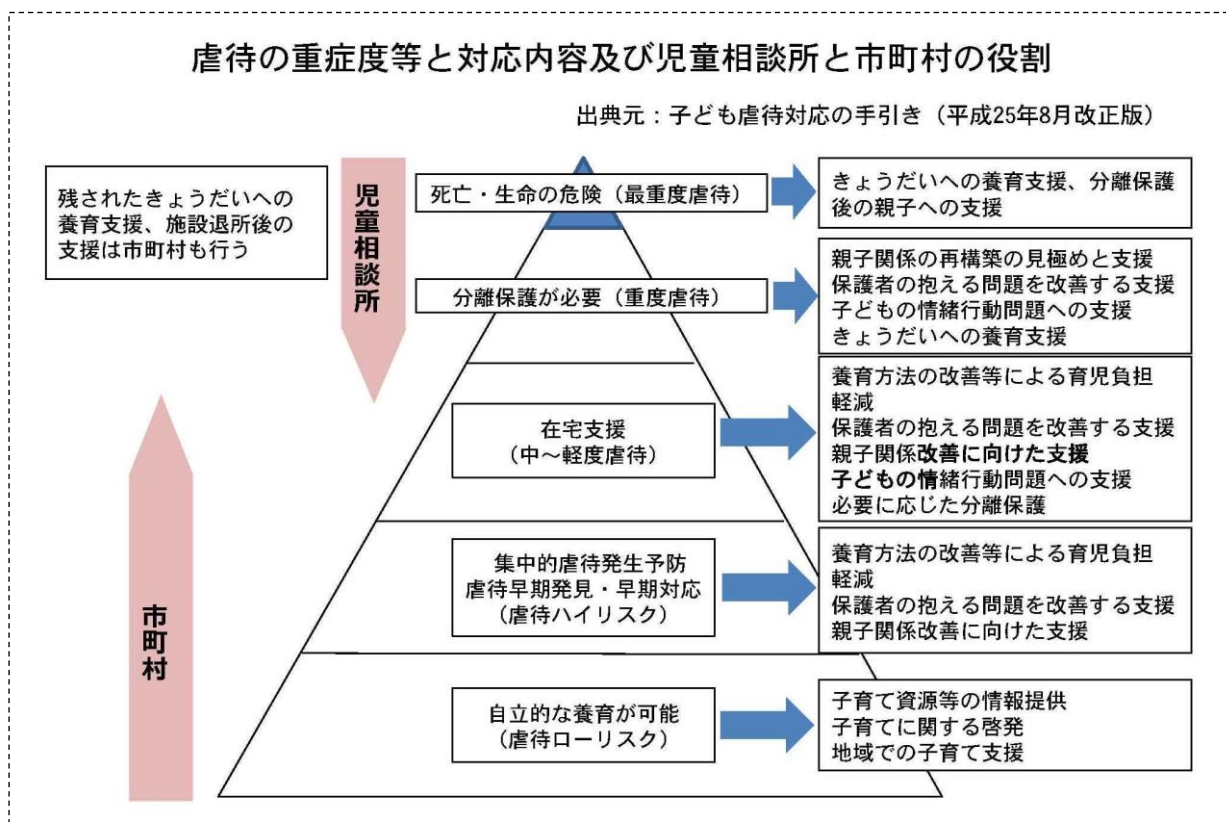 虐待の重症度等と対応内容及び児童相談所と市町村の役割
出典元：子ども虐待対応の手引き（平成25年8月改正版）
残されたきょうだいへの
養育支援、施設退所後の
支援は市町村も行う
児童相談所
市町村
死亡・生命の危険（最重度虐待）
きょうだいへの養育支援、分離保護
後の親子への支援
分離保護が必要（重度虐待）
親子関係の再構築の見極めと支援
保護者の抱える問題を改善する支援
子どもの情緒行動問題への支援
きょうだいへの養育支援
在宅支援
（中～軽度虐待）
養育方法の改善等による育児負担
軽減
保護者の抱える問題を改善する支援
親子関係改善に向けた支援
子どもの情緒行動問題への支援
必要に応じた分離保護
集中的虐待発生予防
虐待早期発見・早期対応
（虐待ハイリスク）
養育方法の改善等による育児負担
軽減
保護者の抱える問題を改善する支援
親子関係改善に向けた支援
自立的な養育が可能
（虐待ローリスク）
子育て資源等の情報提供
子育てに関する啓発
地域での子育て支援